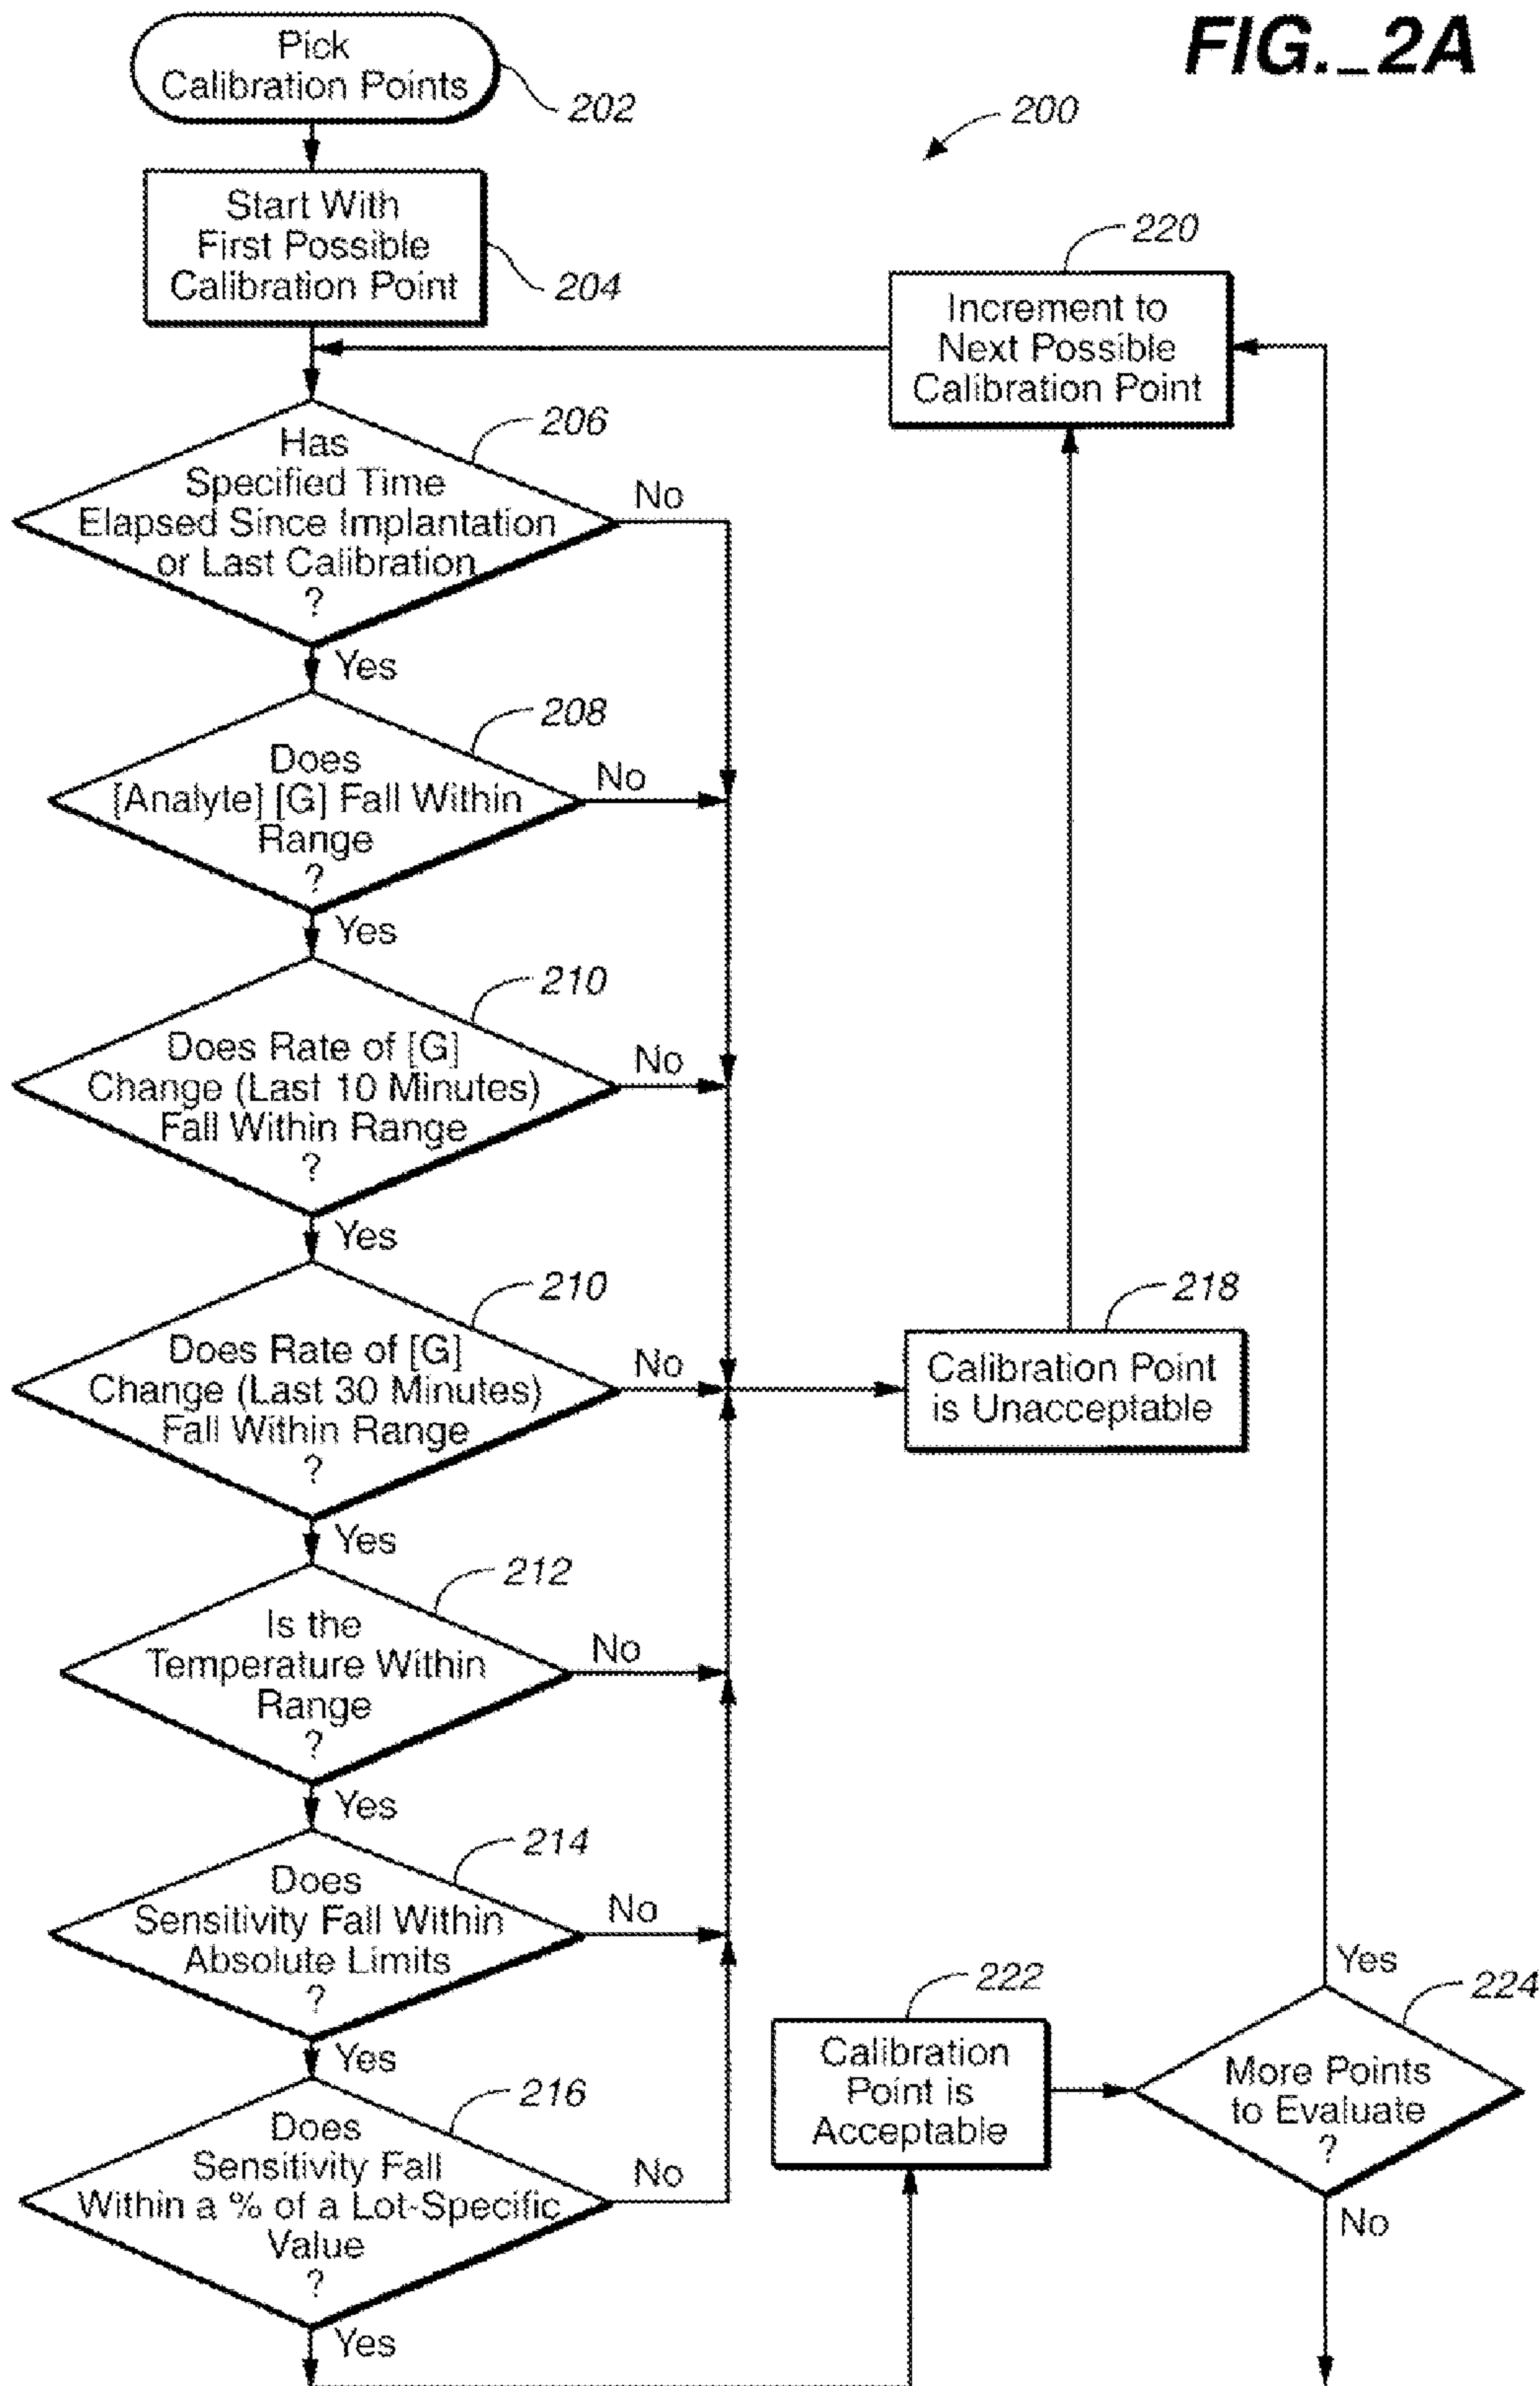 FIG._2A
Pick
Calibration Points
202
200
Start With
First Possible
Calibration Point
204
220
Increment to
Next Possible
Calibration Point
206
Has
Specified Time
Elapsed Since Implantation
or Last Calibration
?
No
Yes
208
Does
[Analyte] [G] Fall Within
Range
?
No
Yes
210
Does Rate of [G]
Change (Last 10 Minutes)
Fall Within Range
?
No
Yes
210
Does Rate of [G]
Change (Last 30 Minutes)
Fall Within Range
?
No
Yes
218
Calibration Point
is Unacceptable
212
Is the
Temperature Within
Range
?
No
Yes
214
Does
Sensitivity Fall Within
Absolute Limits
?
No
Yes
216
Does
Sensitivity Fall
Within a % of a Lot-Specific
Value
?
No
Yes
222
Calibration
Point is
Acceptable
Yes
224
More Points
to Evaluate
?
No